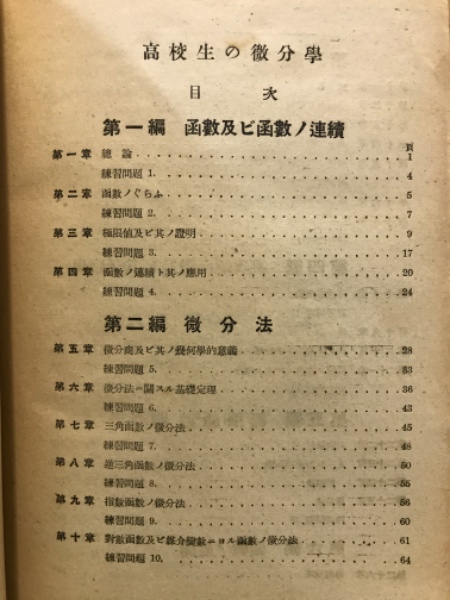 高校生の微分學
目次
第一編 函數及ビ函數ノ連續
頁
第一章 總論 1
練習問題 1. 4
第二章 函數ノぐらふ 5
練習問題 2. 7
第三章 極限値及ビ其ノ證明 9
練習問題 3. 17
第四章 函數ノ連續ト其ノ應用 20
練習問題 4. 24
第二編 微分法
第五章 微分商及ビ其ノ幾何學的意義 28
練習問題 5. 33
第六章 微分法ニ關スル基礎定理 36
練習問題 6. 43
第七章 三角函數ノ微分法 45
練習問題 7. 48
第八章 逆三角函數ノ微分法 50
練習問題 8. 55
第九章 指數函數ノ微分法 56
練習問題 9. 60
第十章 對數函數及ビ媒介變數ニヨル函數ノ微分法 61
練習問題 10. 64